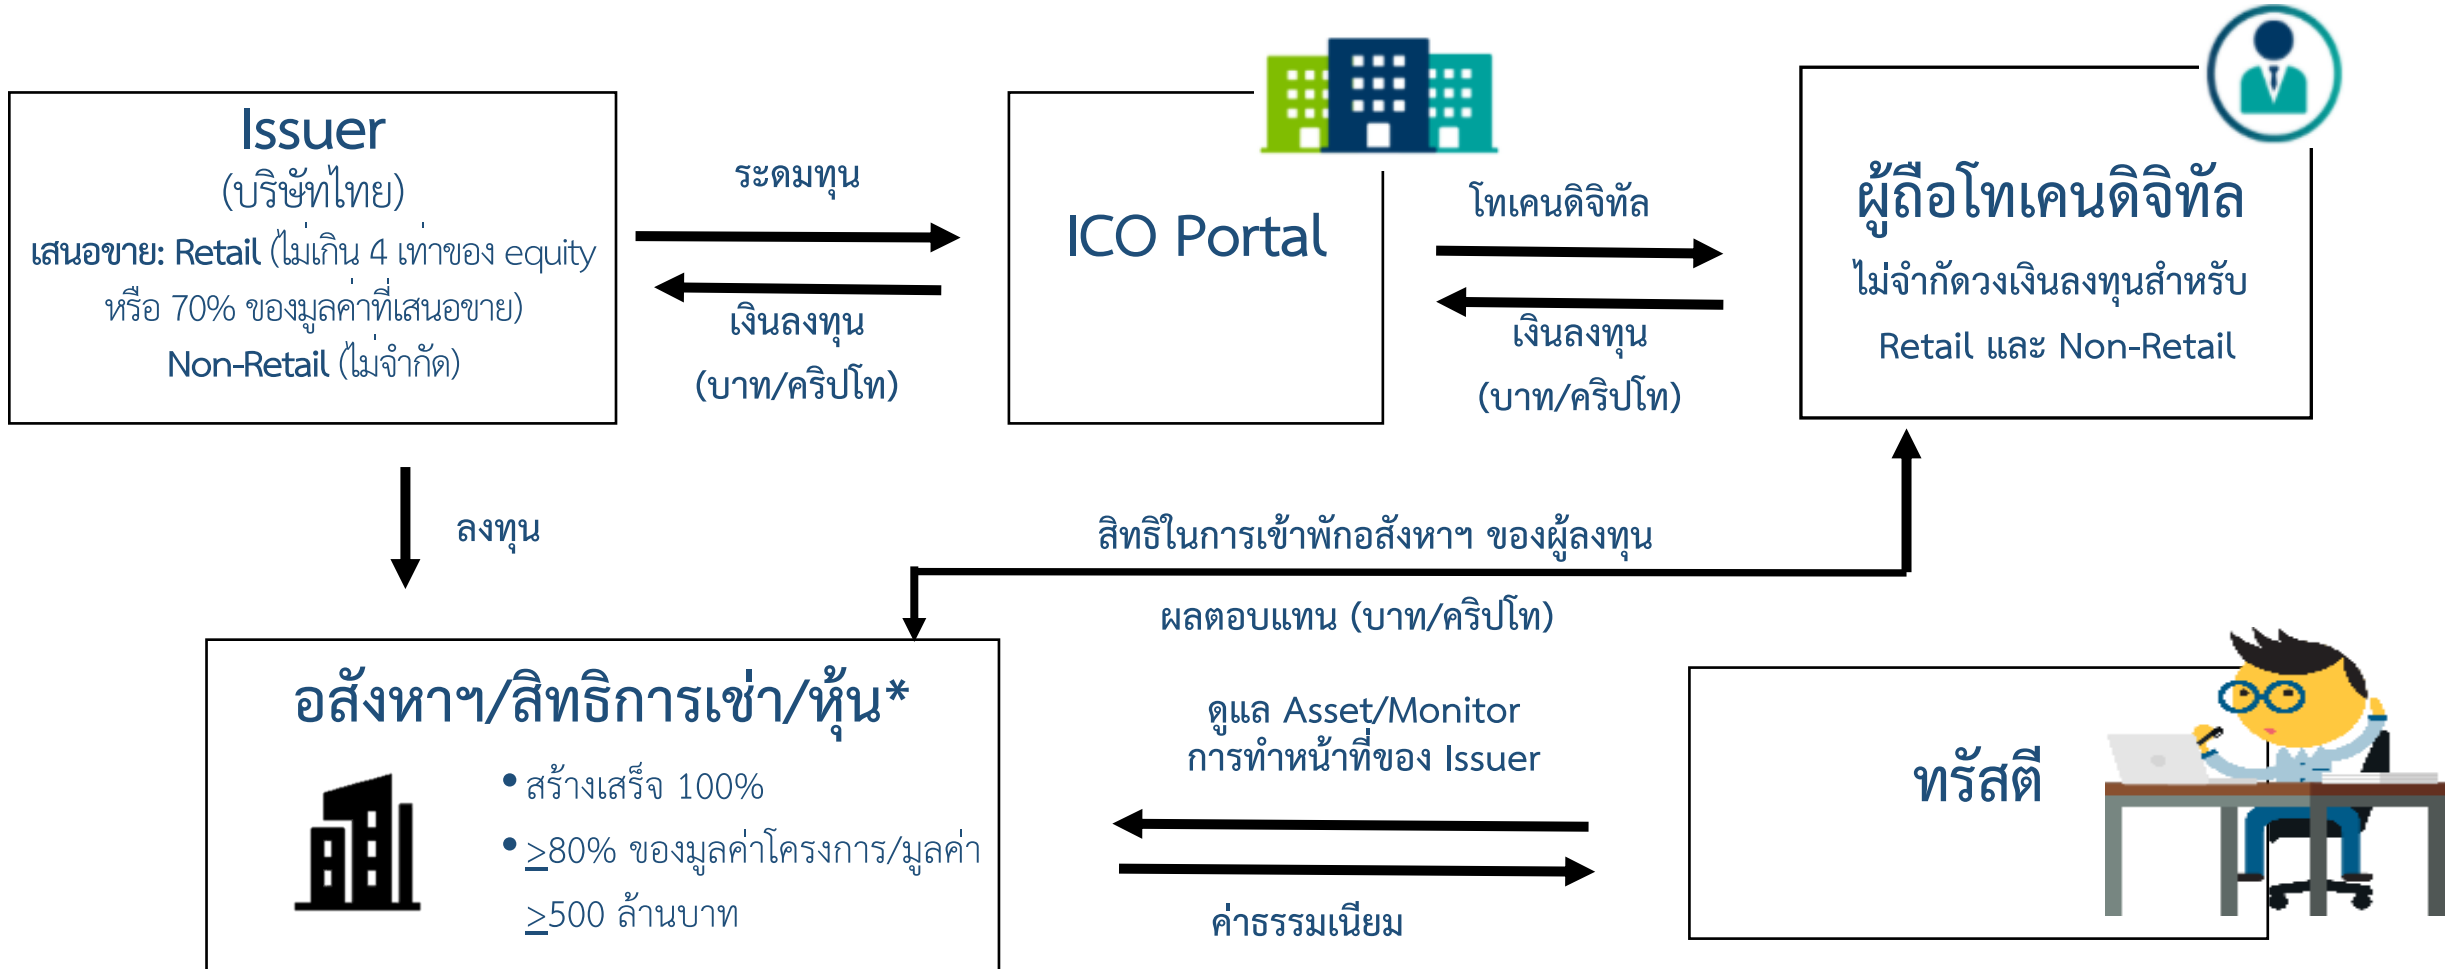 Issuer
(บริษัทไทย)
เสนอขาย: Retail (ไม่เกิน 4 เท่าของ equity
หรือ 70% ของมูลค่าที่เสนอขาย)
Non-Retail (ไม่จำกัด)
ระดมทุน
เงินลงทุน
(บาท/คริปโท)
ICO Portal
โทเคนดิจิทัล
เงินลงทุน
(บาท/คริปโท)
ผู้ถือโทเคนดิจิทัล
ไม่จำกัดวงเงินลงทุนสำหรับ
Retail และ Non-Retail
ลงทุน
สิทธิในการเข้าพักอสังหาฯ ของผู้ลงทุน
ผลตอบแทน (บาท/คริปโท)
อสังหาฯ/สิทธิการเช่า/หุ้น*
• สร้างเสร็จ 100%
• ≥80% ของมูลค่าโครงการ/มูลค่า
≥500 ล้านบาท
ดูแล Asset/Monitor
การทำหน้าที่ของ Issuer
ค่าธรรมเนียม
ทรัสตี